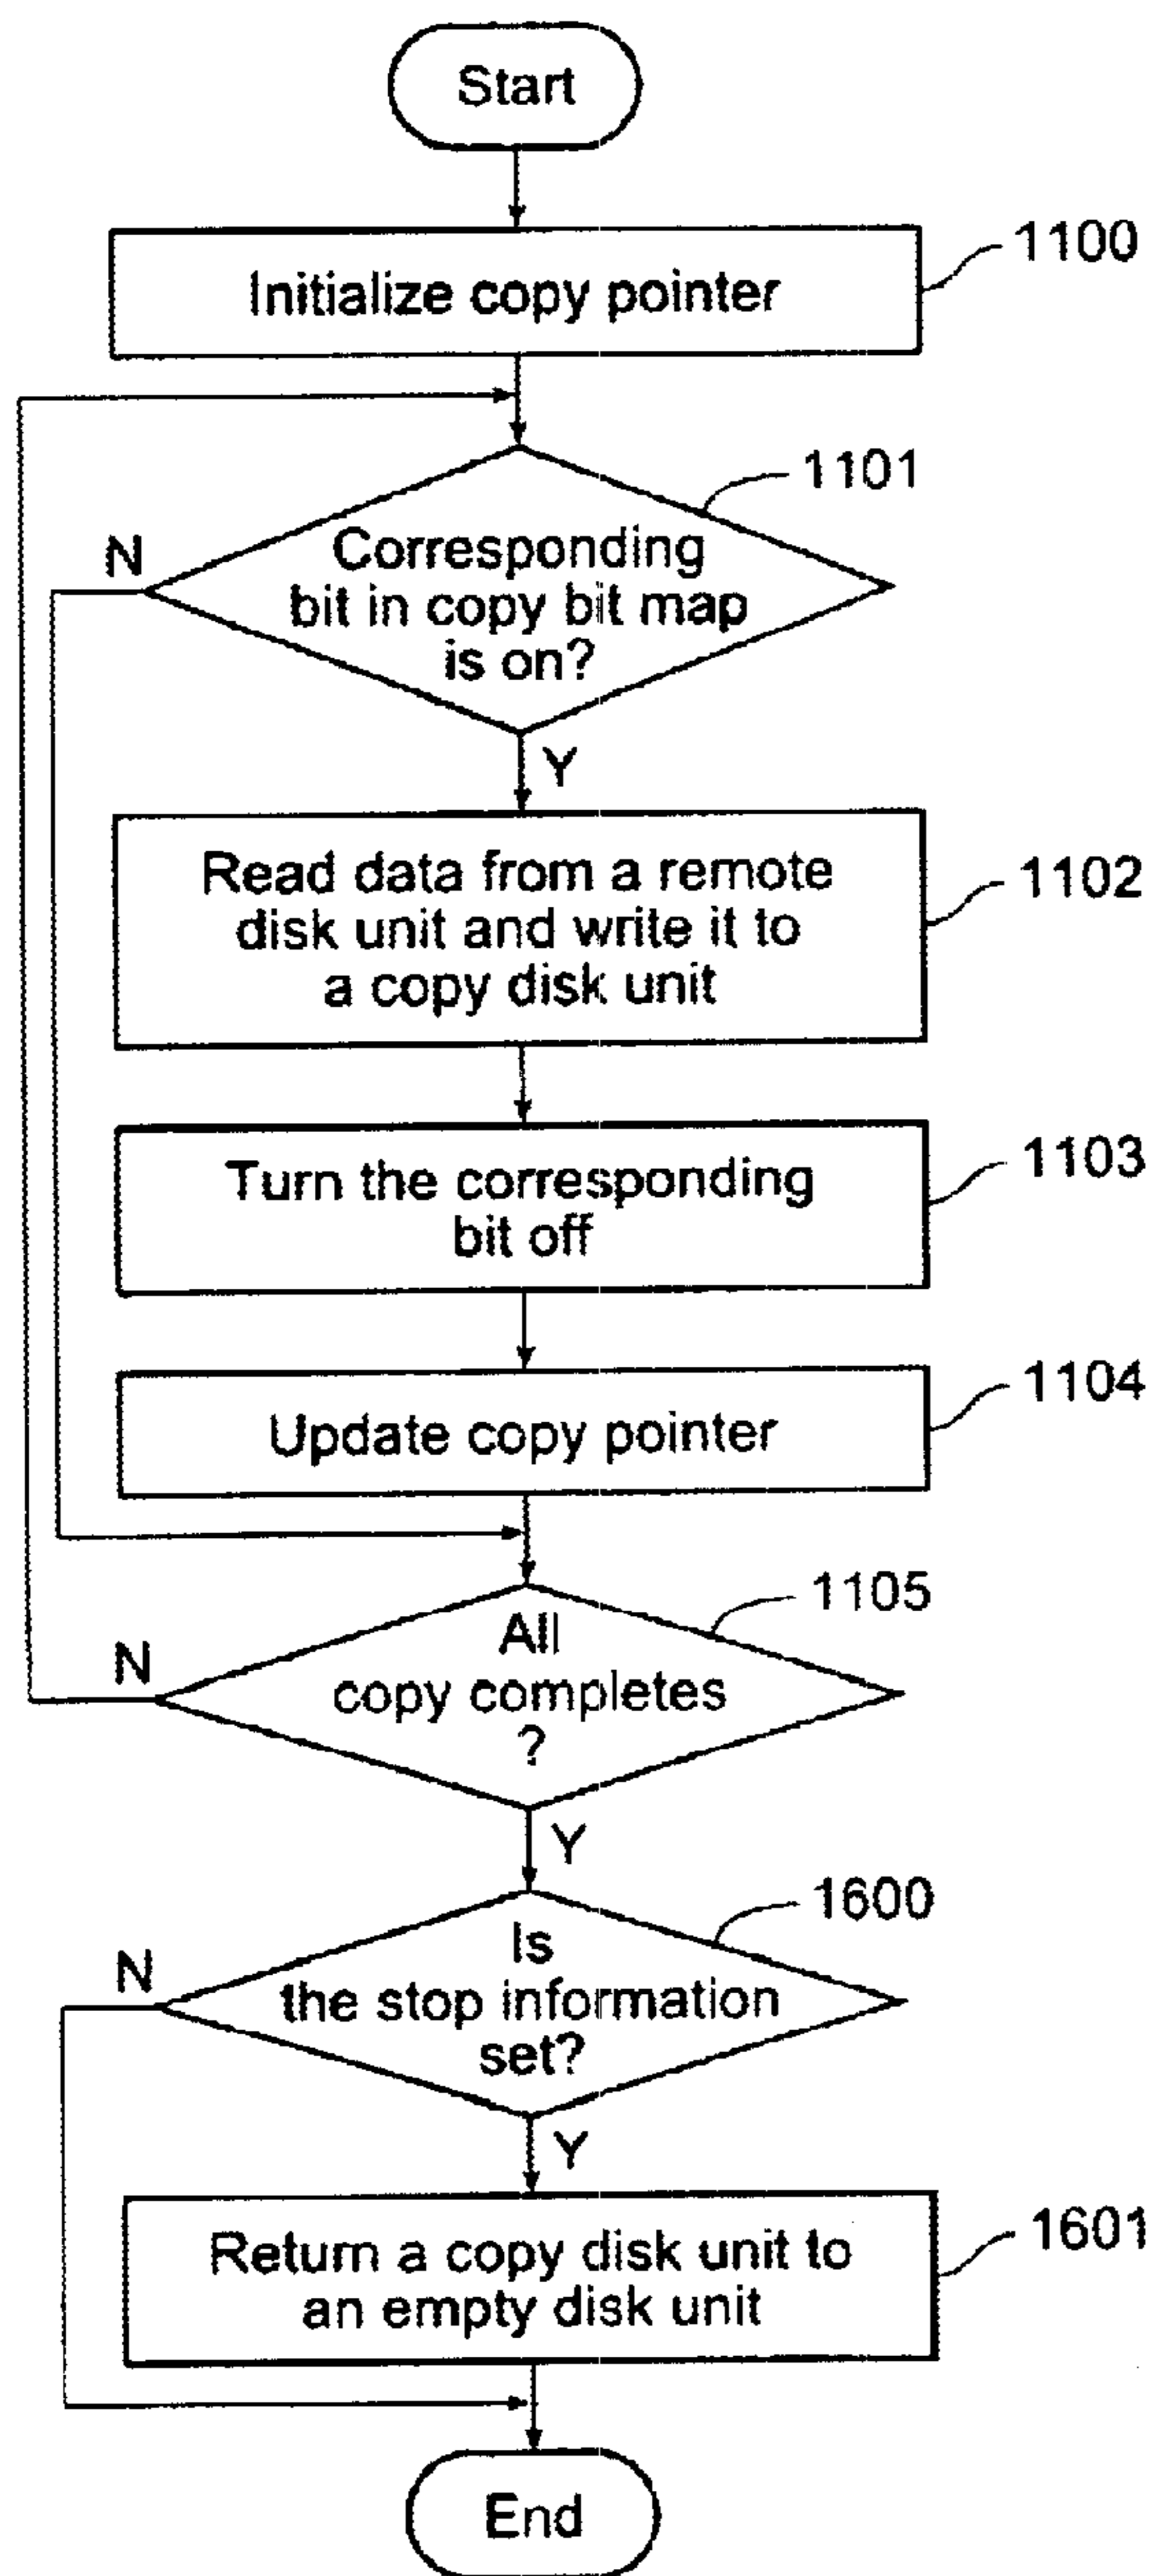 Start
Initialize copy pointer
1100
1101
N
Corresponding
bit in copy bit map
is on?
Y
Read data from a remote
disk unit and write it to
a copy disk unit
1102
Turn the corresponding
bit off
1103
Update copy pointer
1104
1105
N
All
copy completes
?
Y
1600
N
Is
the stop information
set?
Y
Return a copy disk unit to
an empty disk unit
1601
End